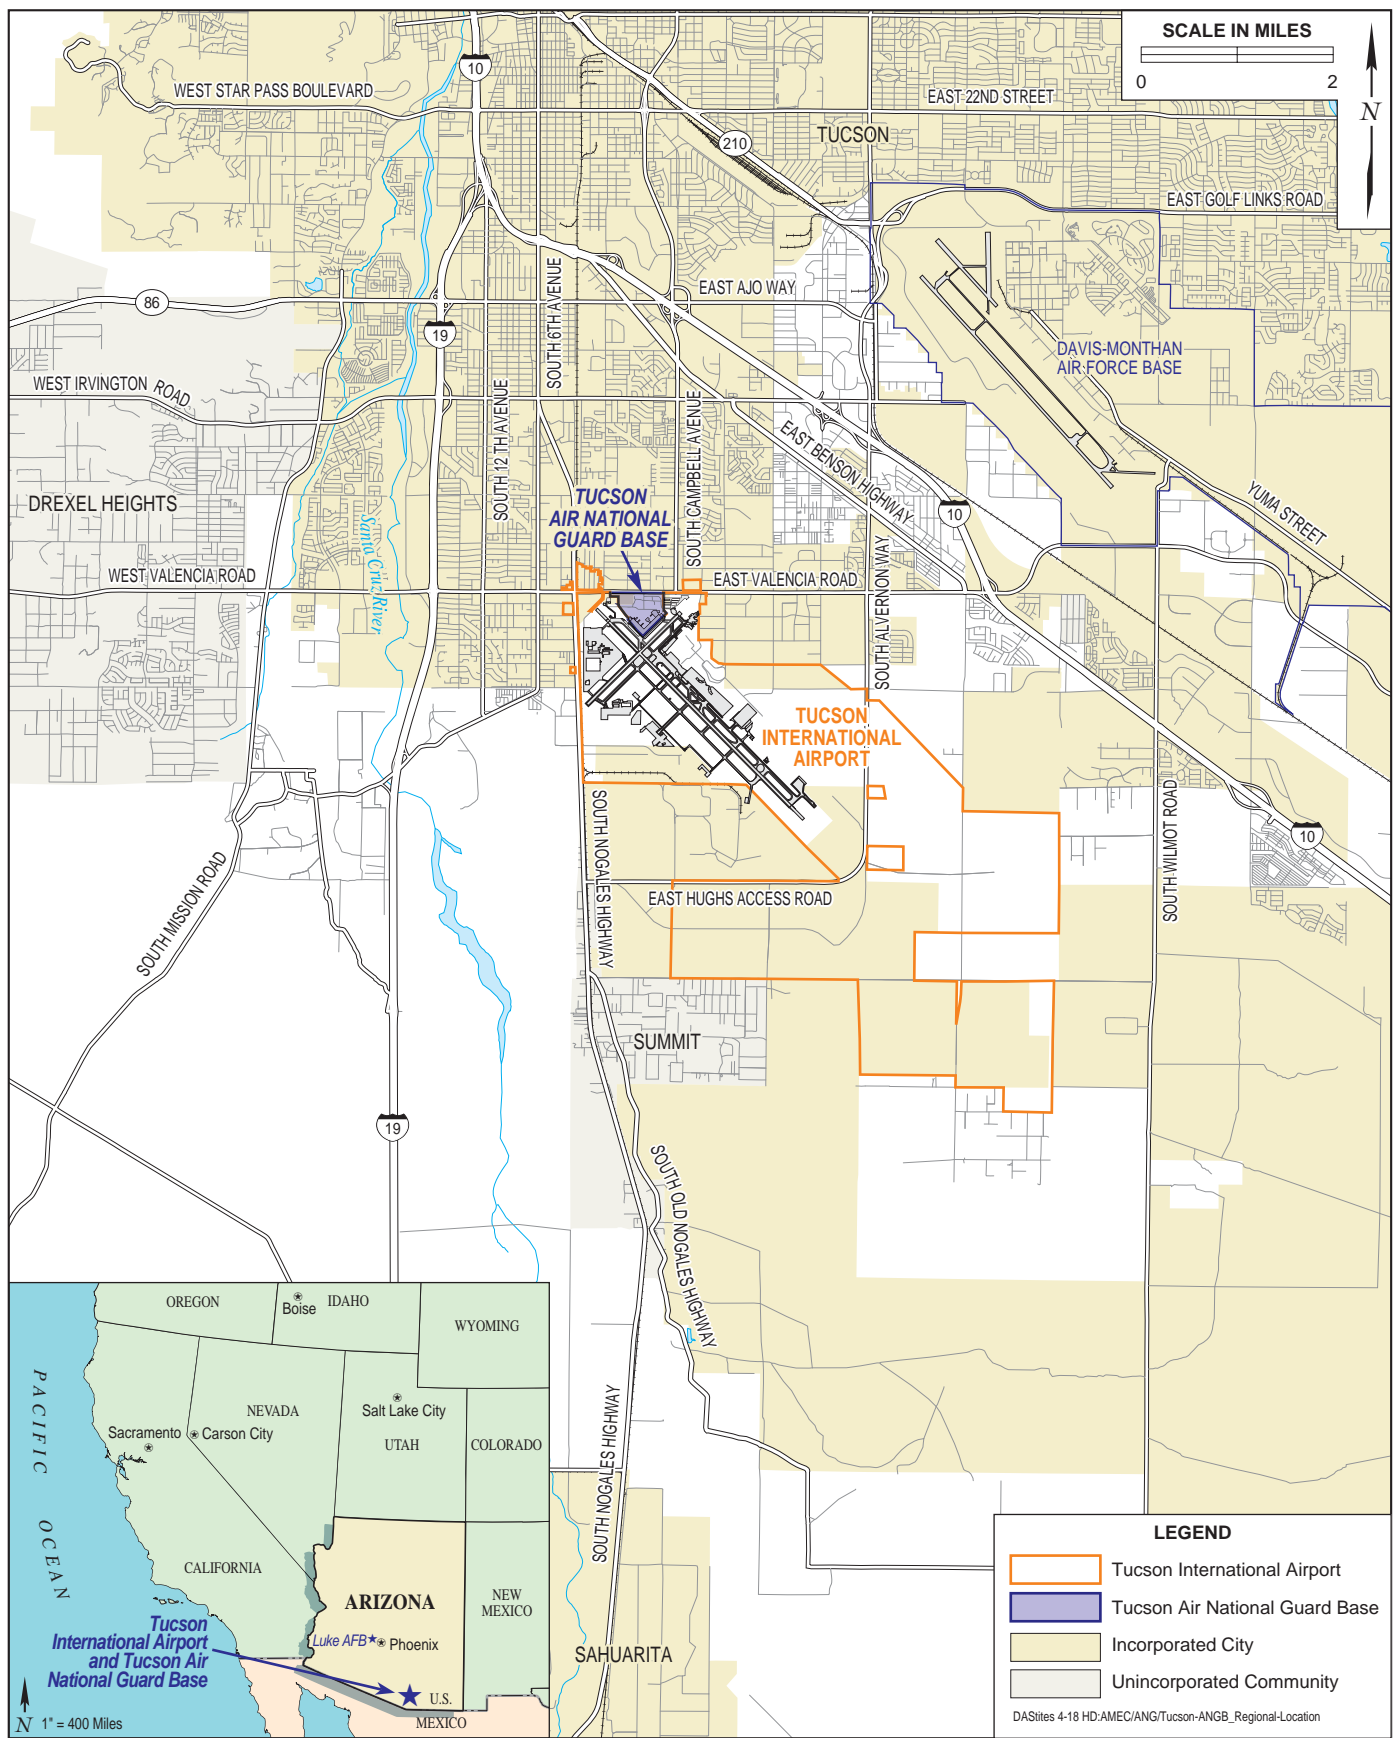 SCALE IN MILES
0 2
N
10
WEST STAR PASS BOULEVARD
EAST 22ND STREET
TUCSON
210
EAST GOLF LINKS ROAD
SOUTH 6TH AVENUE
EAST AJO WAY
86
19
DAVIS-MONTHAN
AIR FORCE BASE
WEST IRVINGTON ROAD
SOUTH 12 TH AVENUE
SOUTH CAMPBELL AVENUE
EAST BENSON HIGHWAY
DREXEL HEIGHTS
TUCSON
AIR NATIONAL
GUARD BASE
10
YUMA STREET
Santa Cruz River
WEST VALENCIA ROAD
EAST VALENCIA ROAD
SOUTH ALVERNON WAY
TUCSON
INTERNATIONAL
AIRPORT
SOUTH NOGALES HIGHWAY
SOUTH WILMOT ROAD
10
SOUTH MISSION ROAD
EAST HUGHS ACCESS ROAD
SUMMIT
19
SOUTH OLD NOGALES HIGHWAY
SOUTH NOGALES HIGHWAY
SAHUARITA
OREGON
Boise
IDAHO
WYOMING
PACIFIC OCEAN
NEVADA
Salt Lake City
Sacramento
Carson City
UTAH
COLORADO
CALIFORNIA
ARIZONA
NEW
MEXICO
Luke AFB
Phoenix
Tucson
International Airport
and Tucson Air
National Guard Base
U.S.
MEXICO
N 1" = 400 Miles
LEGEND
Tucson International Airport
Tucson Air National Guard Base
Incorporated City
Unincorporated Community
DAStites 4-18 HD:AMEC/ANG/Tucson-ANGB_Regional-Location